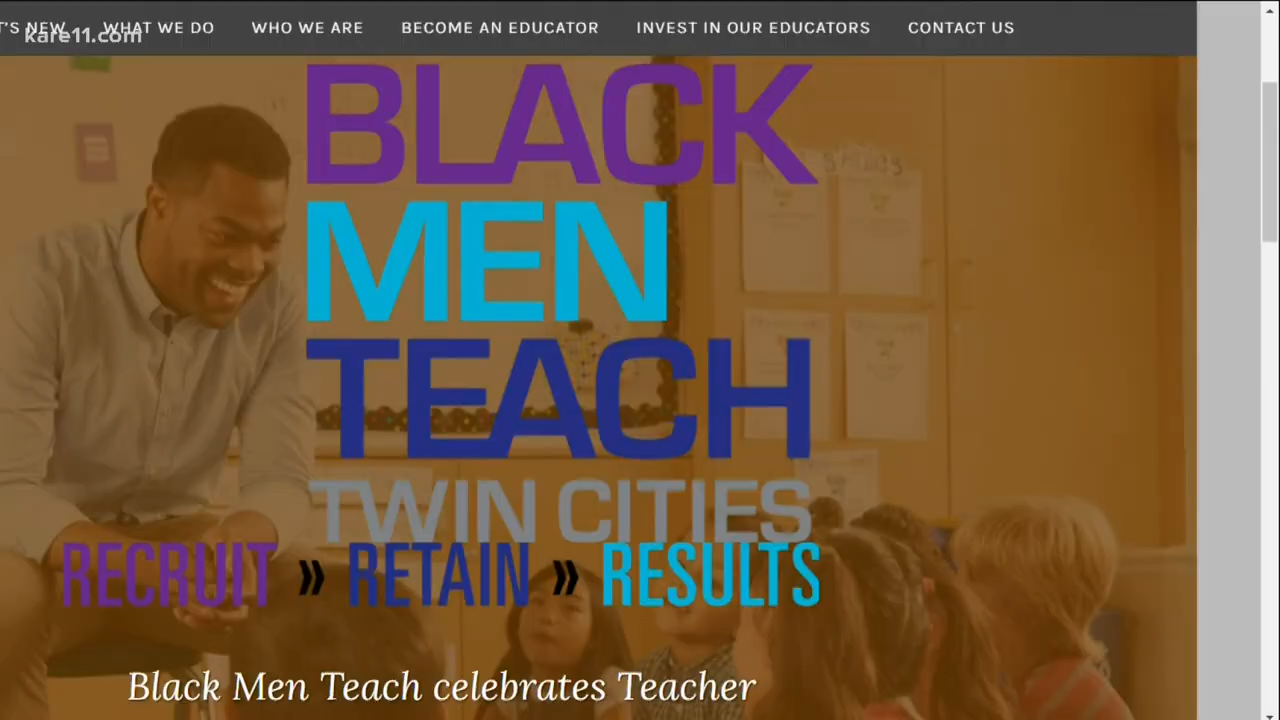 T'S NEW WHAT WE DO WHO WE ARE BECOME AN EDUCATOR INVEST IN OUR EDUCATORS CONTACT US
kare11.com
BLACK
MEN
TEACH
TWIN CITIES
RECRUIT » RETAIN » RESULTS
Black Men Teach celebrates Teacher